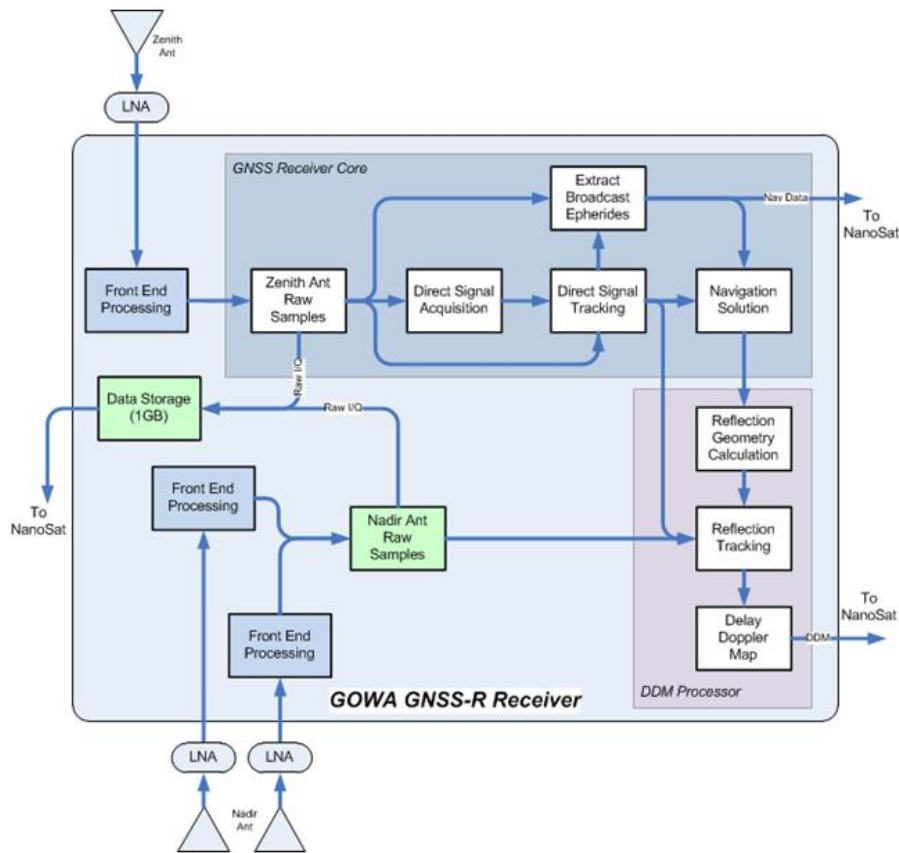 Zenith
Ant
LNA
GNSS Receiver Core
Extract
Broadcast
Epherides
Nav Data
To
NanoSat
Front End
Processing
Zenith Ant
Raw
Samples
Direct Signal
Acquisition
Direct Signal
Tracking
Navigation
Solution
Raw I/Q
Data Storage
(1GB)
Raw I/Q
Reflection
Geometry
Calculation
To
NanoSat
Front End
Processing
Nadir Ant
Raw
Samples
Reflection
Tracking
Front End
Processing
Delay
Doppler
Map
DDM
To
NanoSat
DDM Processor
GOWA GNSS-R Receiver
LNA
LNA
Nadir
Ant